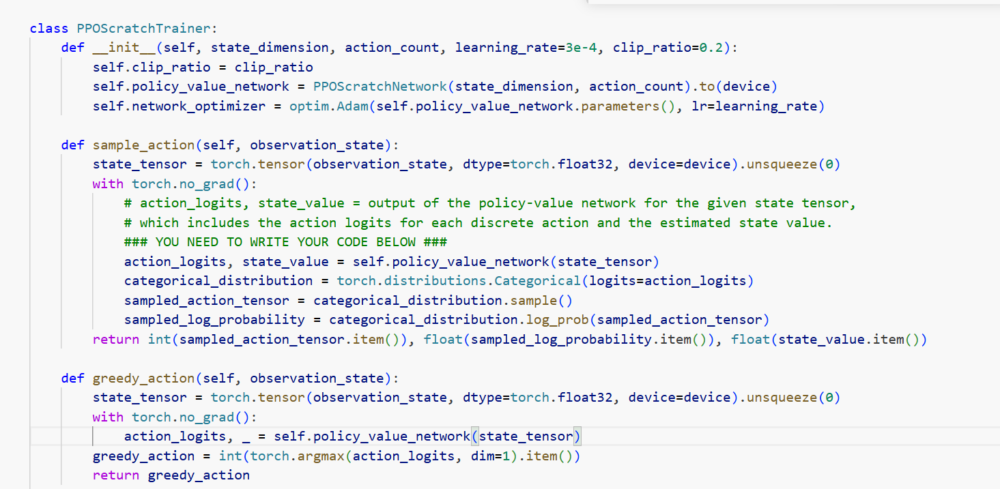 class PPOScratchTrainer:
    def __init__(self, state_dimension, action_count, learning_rate=3e-4, clip_ratio=0.2):
        self.clip_ratio = clip_ratio
        self.policy_value_network = PPOScratchNetwork(state_dimension, action_count).to(device)
        self.network_optimizer = optim.Adam(self.policy_value_network.parameters(), lr=learning_rate)

    def sample_action(self, observation_state):
        state_tensor = torch.tensor(observation_state, dtype=torch.float32, device=device).unsqueeze(0)
        with torch.no_grad():
            # action_logits, state_value = output of the policy-value network for the given state tensor,
            # which includes the action logits for each discrete action and the estimated state value.
            ### YOU NEED TO WRITE YOUR CODE BELOW ###
            action_logits, state_value = self.policy_value_network(state_tensor)
            categorical_distribution = torch.distributions.Categorical(logits=action_logits)
            sampled_action_tensor = categorical_distribution.sample()
            sampled_log_probability = categorical_distribution.log_prob(sampled_action_tensor)
        return int(sampled_action_tensor.item()), float(sampled_log_probability.item()), float(state_value.item())

    def greedy_action(self, observation_state):
        state_tensor = torch.tensor(observation_state, dtype=torch.float32, device=device).unsqueeze(0)
        with torch.no_grad():
            action_logits, _ = self.policy_value_network(state_tensor)
        greedy_action = int(torch.argmax(action_logits, dim=1).item())
        return greedy_action